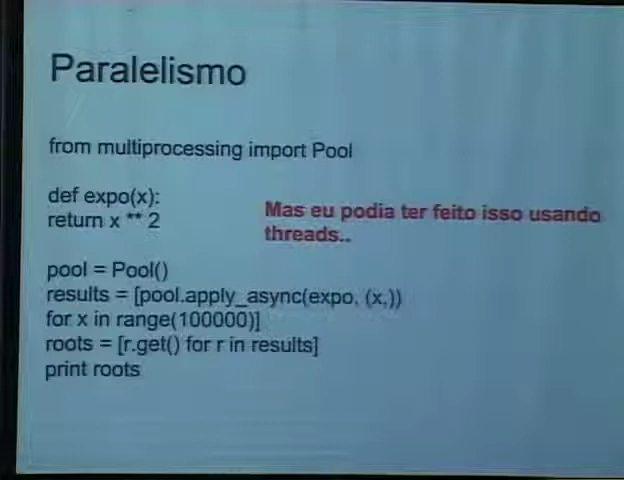 Paralelismo
from multiprocessing import Pool
def expo(x):
return x ** 2
Mas eu podia ter feito isso usando
threads..
pool = Pool()
results = [pool.apply_async(expo, (x,))
for x in range(100000)]
roots = [r.get() for r in results]
print roots